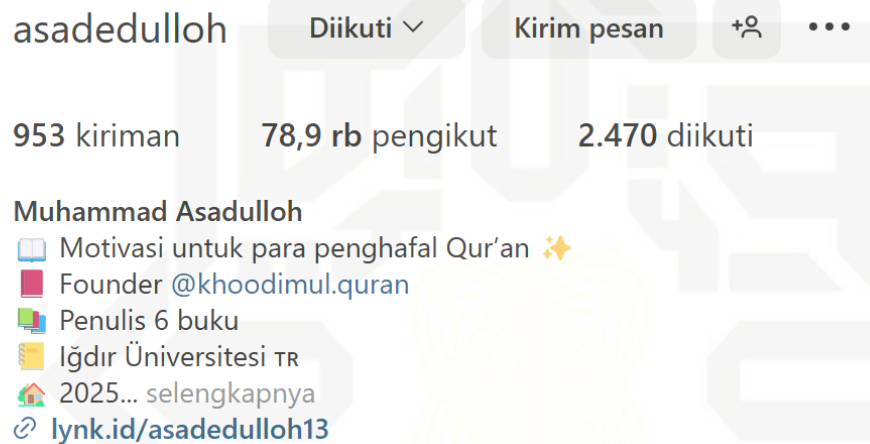 asadedulloh Diikuti Kirim pesan
953 kiriman 78,9 rb pengikut 2.470 diikuti
Muhammad Asadulloh
📖 Motivasi untuk para penghafal Qur’an ✨
📕 Founder @khoodimul.quran
📚 Penulis 6 buku
📒 Iğdır Üniversitesi ᴛʀ
🏡 2025... selengkapnya
lynk.id/asadedulloh13